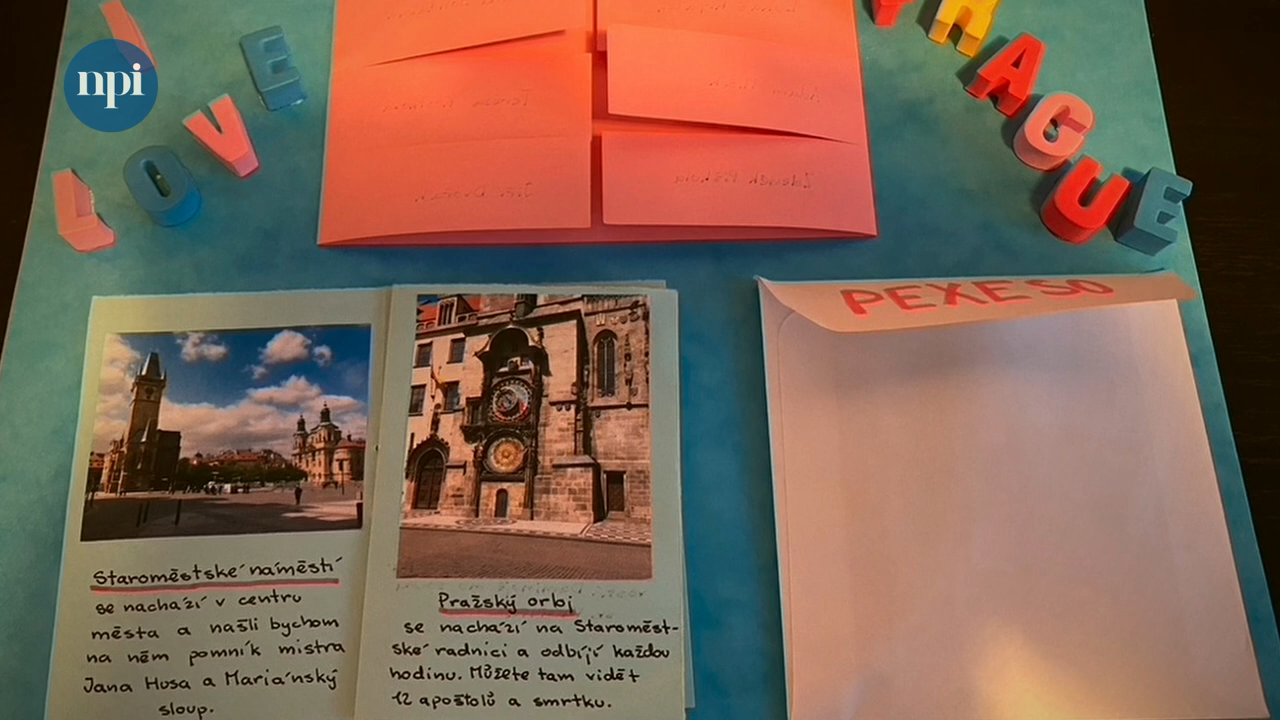 npi
LOVE
PRAGUE
PEXESO
Staroměstské náměstí
se nachází v centru
města a našli bychom
na něm pomník mistra
Jana Husa a Mariánský
sloup.
Pražský orloj
se nachází na Staroměst-
ské radnici a odbíjí každou
hodinu. Můžete tam vidět
12 apoštolů a smrtku.